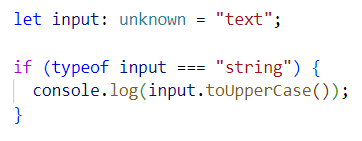 let input: unknown = "text";

if (typeof input === "string") {
  console.log(input.toUpperCase());
}